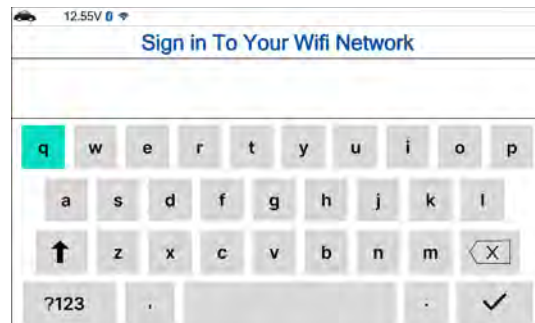 12.55V
Sign in To Your Wifi Network
q w e r t y u i o p
a s d f g h j k l
z x c v b n m X
?123 , .